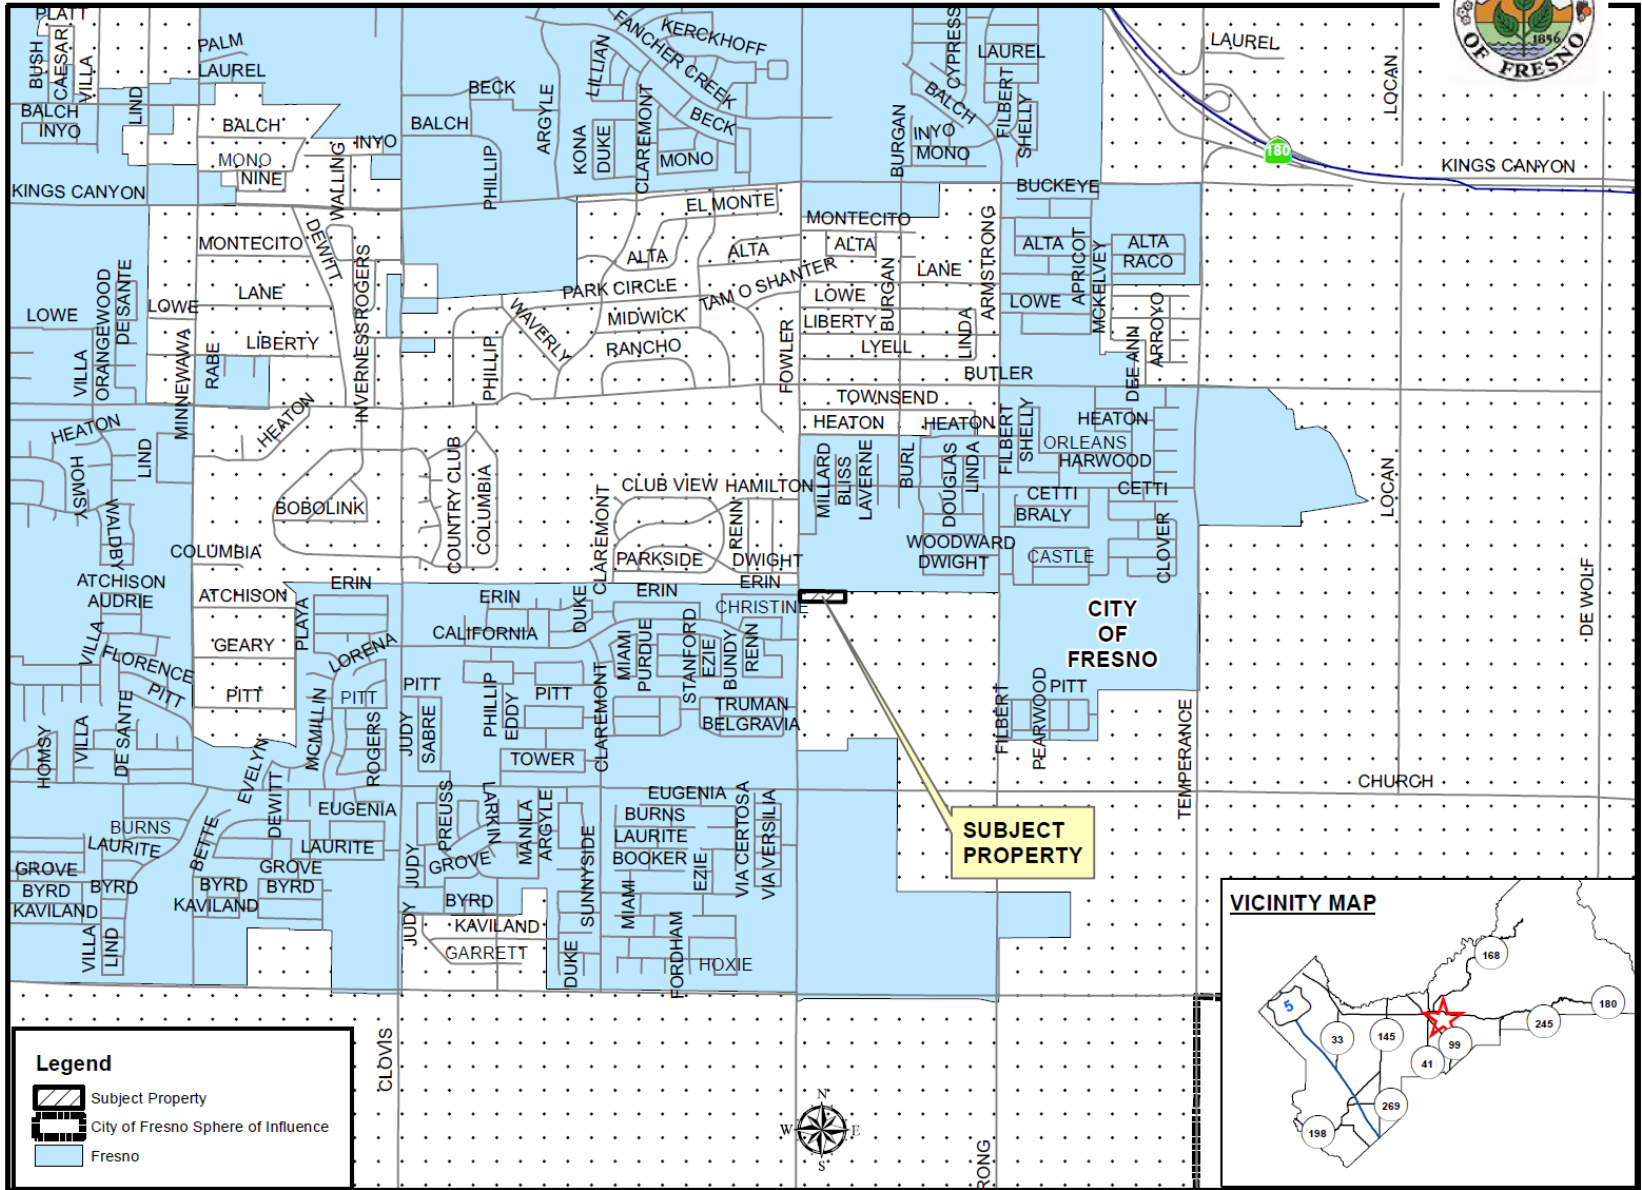 PLATT
BUSH
CAESAR
VILLA
PALM
LAUREL
LIND
BALCH
INYO
BALCH
MONO
NINE
WALLING
INYO
KINGS CANYON
BECK
BALCH
PHILLIP
ARGYLE
LILLIAN
FANCHER CREEK
KERCKHOFF
KONA
DUKE
CLAREMONT
BECK
MONO
CYPRESS
LAUREL
BALCH
FILBERT
SHELLY
BURGAN
INYO
MONO
LAUREL
LOCAN
1856
OF FRESNO
180
KINGS CANYON
BUCKEYE
EL MONTE
MONTECITO
ALTA
ALTA
ALTA
MONTECITO
DEWITT
ROGERS
INVERNESS
LANE
LOWE
LIBERTY
MINNEWAWA
RABE
LOWE
ORANGEWOOD
DE SANTE
VILLA
PARK CIRCLE
TAM O SHANTER
WAVERLY
MIDWICK
RANCHO
PHILLIP
FOWLER
BURGAN
LANE
LOWE
LIBERTY
LYELL
LINDA
ARMSTRONG
ALTA
APRICOT
MCKELVEY
ALTA
RACO
LOWE
ARROYO
DEE ANN
BUTLER
TOWNSEND
HEATON
HEATON
HEATON
HEATON
LIND
HOMSY
WALDBY
HEATON
BOBOLINK
COUNTRY CLUB
COLUMBIA
CLAREMONT
CLUB VIEW
HAMILTON
RENN
PARKSIDE
DWIGHT
MILLARD
BLISS
LAVERNE
BURL
DOUGLAS
LINDA
FILBERT
SHELLY
ORLEANS
HARWOOD
CETTI
CETTI
BRALY
WOODWARD
DWIGHT
CASTLE
CLOVER
LOCAN
DE WOLF
COLUMBIA
ATCHISON
AUDRIE
ATCHISON
ERIN
ERIN
ERIN
ERIN
PLAYA
GEARY
LORENA
CALIFORNIA
DUKE
CHRISTINE
CITY
OF
FRESNO
VILLA
FLORENCE
PITT
PITT
PITT
PITT
PITT
MIAMI
PURDUE
STANFORD
EZIE
BUNDY
RENN
TRUMAN
BELGRAVIA
PHILLIP
EDDY
CLAREMONT
FILBERT
PEARWOOD
PITT
TEMPERANCE
HOMSY
VILLA
DE SANTE
EVELYN
DEWITT
MCMILLIN
ROGERS
JUDY
SABRE
TOWER
CHURCH
EUGENIA
EUGENIA
BURNS
LAURITE
BETTE
LAURITE
PREUSS
LARKIN
MANILA
ARGYLE
BURNS
LAURITE
BOOKER
EZIE
VIA CERTOSA
VIA VERSILIA
SUBJECT
PROPERTY
GROVE
BYRD
KAVILAND
BYRD
GROVE
BYRD
BYRD
KAVILAND
JUDY
GROVE
BYRD
KAVILAND
GARRETT
SUNNYSIDE
MIAMI
FORDHAM
HOXIE
VILLA
LIND
JUDY
DUKE
CLOVIS
RONG
Legend
Subject Property
City of Fresno Sphere of Influence
Fresno
N
W
E
S
VICINITY MAP
168
5
180
245
33
145
99
41
269
198